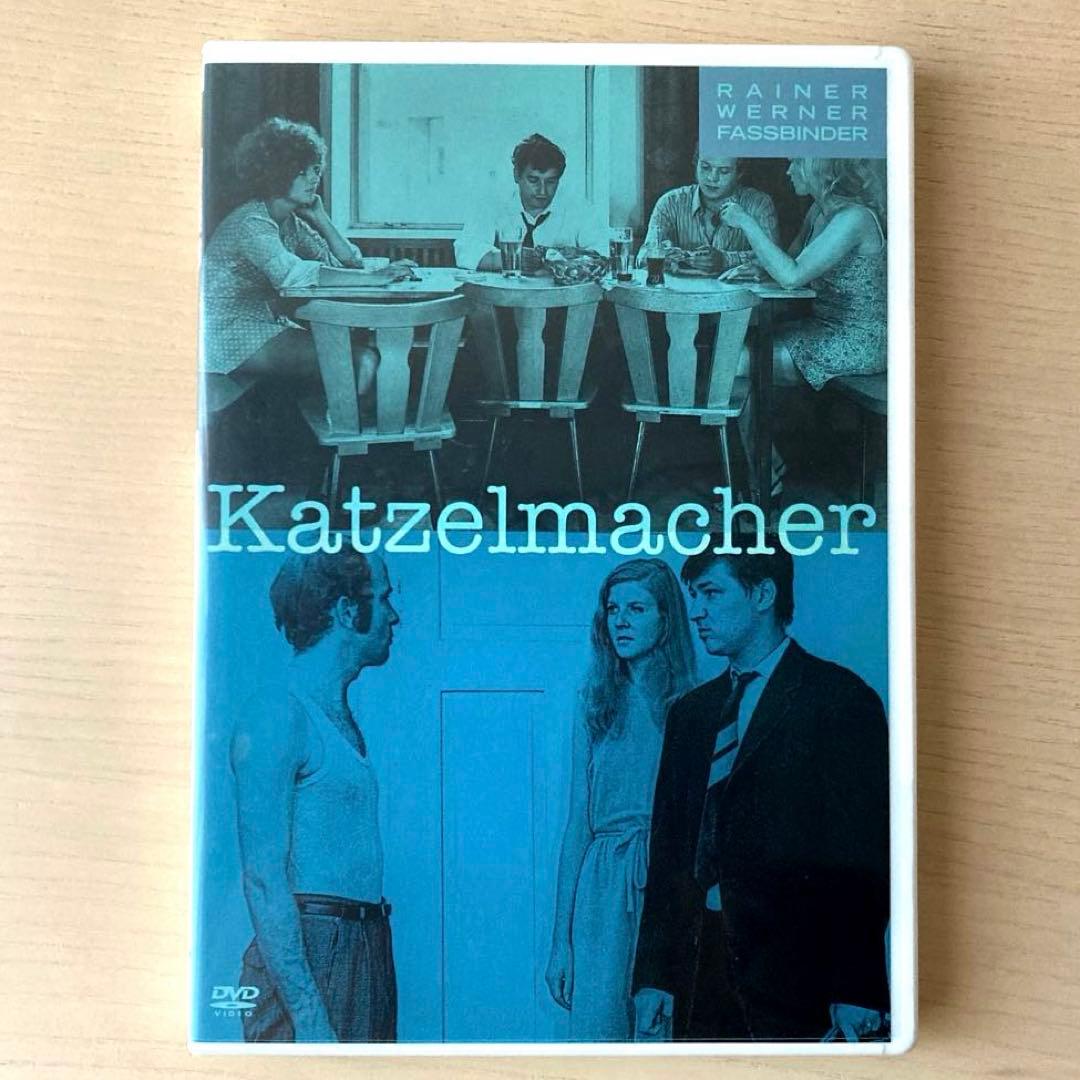 RAINER
WERNER
FASSBINDER
Katzelmacher
DVD
VIDEO